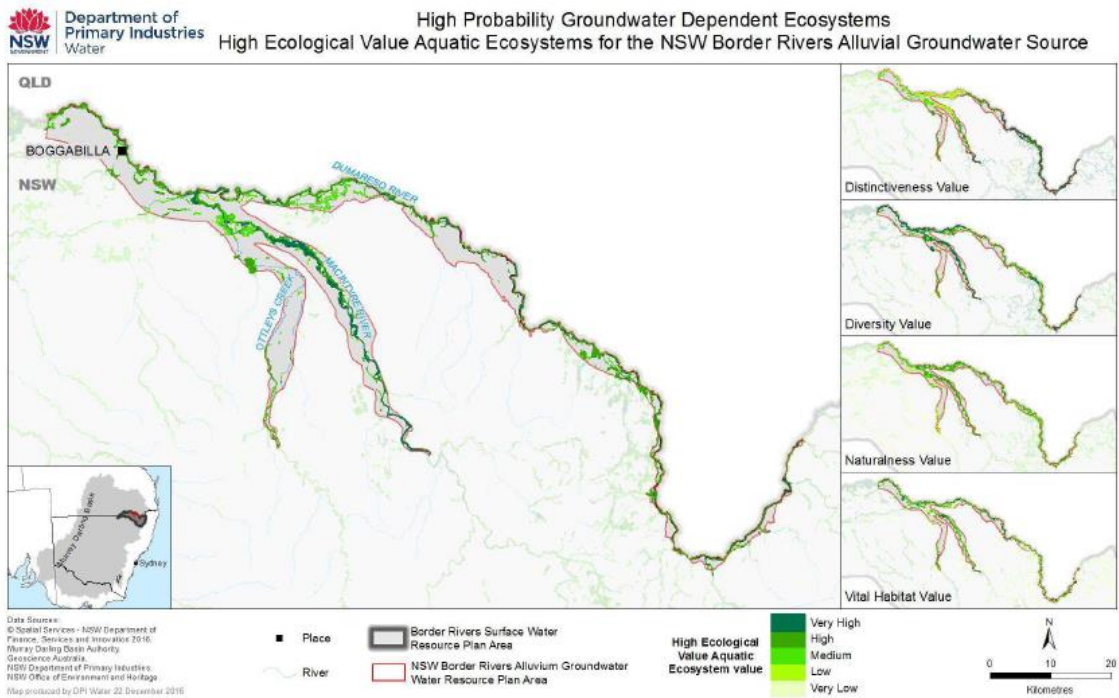 NSW
GOVERNMENT
Department of
Primary Industries
Water
High Probability Groundwater Dependent Ecosystems
High Ecological Value Aquatic Ecosystems for the NSW Border Rivers Alluvial Groundwater Source
QLD
BOGGABILLA
NSW
DUMARESQ RIVER
MACINTYRE RIVER
OTTLEYS CREEK
Murray Darling Basin
Sydney
Distinctiveness Value
Diversity Value
Naturalness Value
Vital Habitat Value
Data Sources:
© Spatial Services - NSW Department of
Finance, Services and Innovation 2016.
Murray Darling Basin Authority.
Geoscience Australia.
NSW Department of Primary Industries.
NSW Office of Environment and Heritage
Map produced by DPI Water 22 December 2016
Place
River
Border Rivers Surface Water
Resource Plan Area
NSW Border Rivers Alluvium Groundwater
Water Resource Plan Area
High Ecological
Value Aquatic
Ecosystem value
Very High
High
Medium
Low
Very Low
N
0 10 20
Kilometres